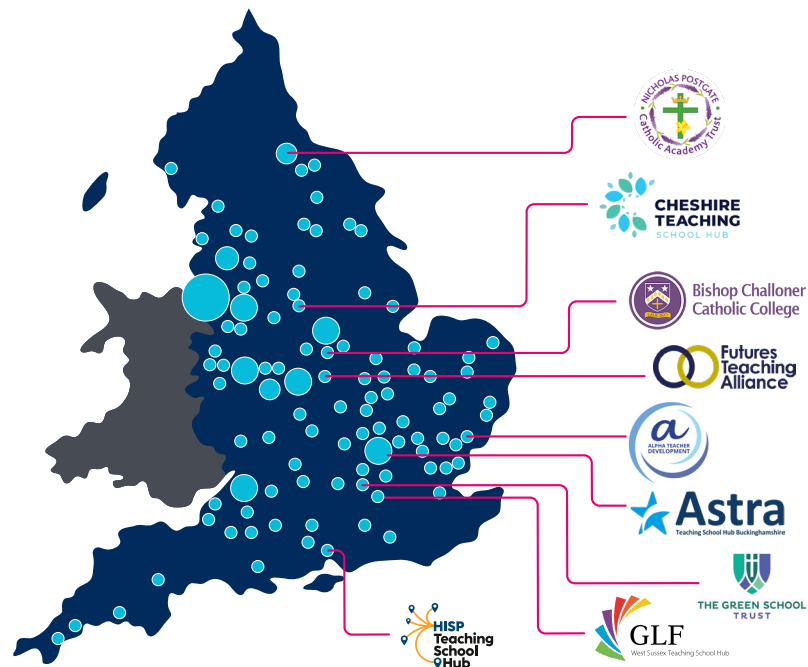 NICHOLAS POSTGATE
Catholic Academy Trust
CHESHIRE
TEACHING
SCHOOL HUB
Bishop Challoner
Catholic College
Futures
Teaching
Alliance
a
ALPHA TEACHER
DEVELOPMENT
Astra
Teaching School Hub Buckinghamshire
THE GREEN SCHOOL
TRUST
HISP
Teaching
School
Hub
GLF
West Sussex Teaching School Hub